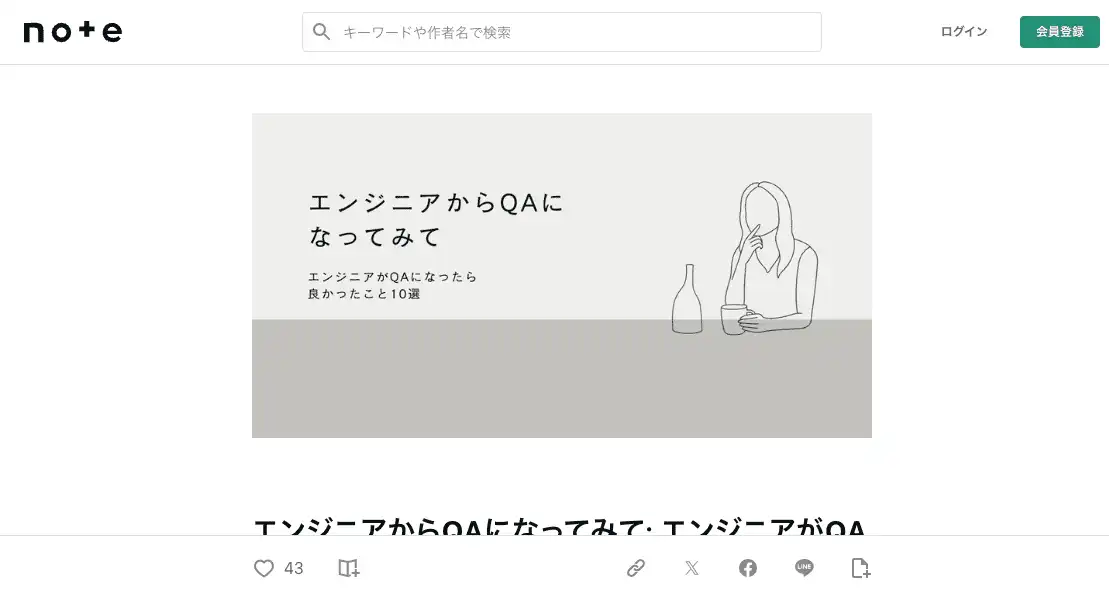 note
キーワードや作者名で検索
ログイン
会員登録
エンジニアからQAに
なってみて
エンジニアがQAになったら
良かったこと10選
エンジニアからQAになってみて: エンジニアがQA
43
LINE